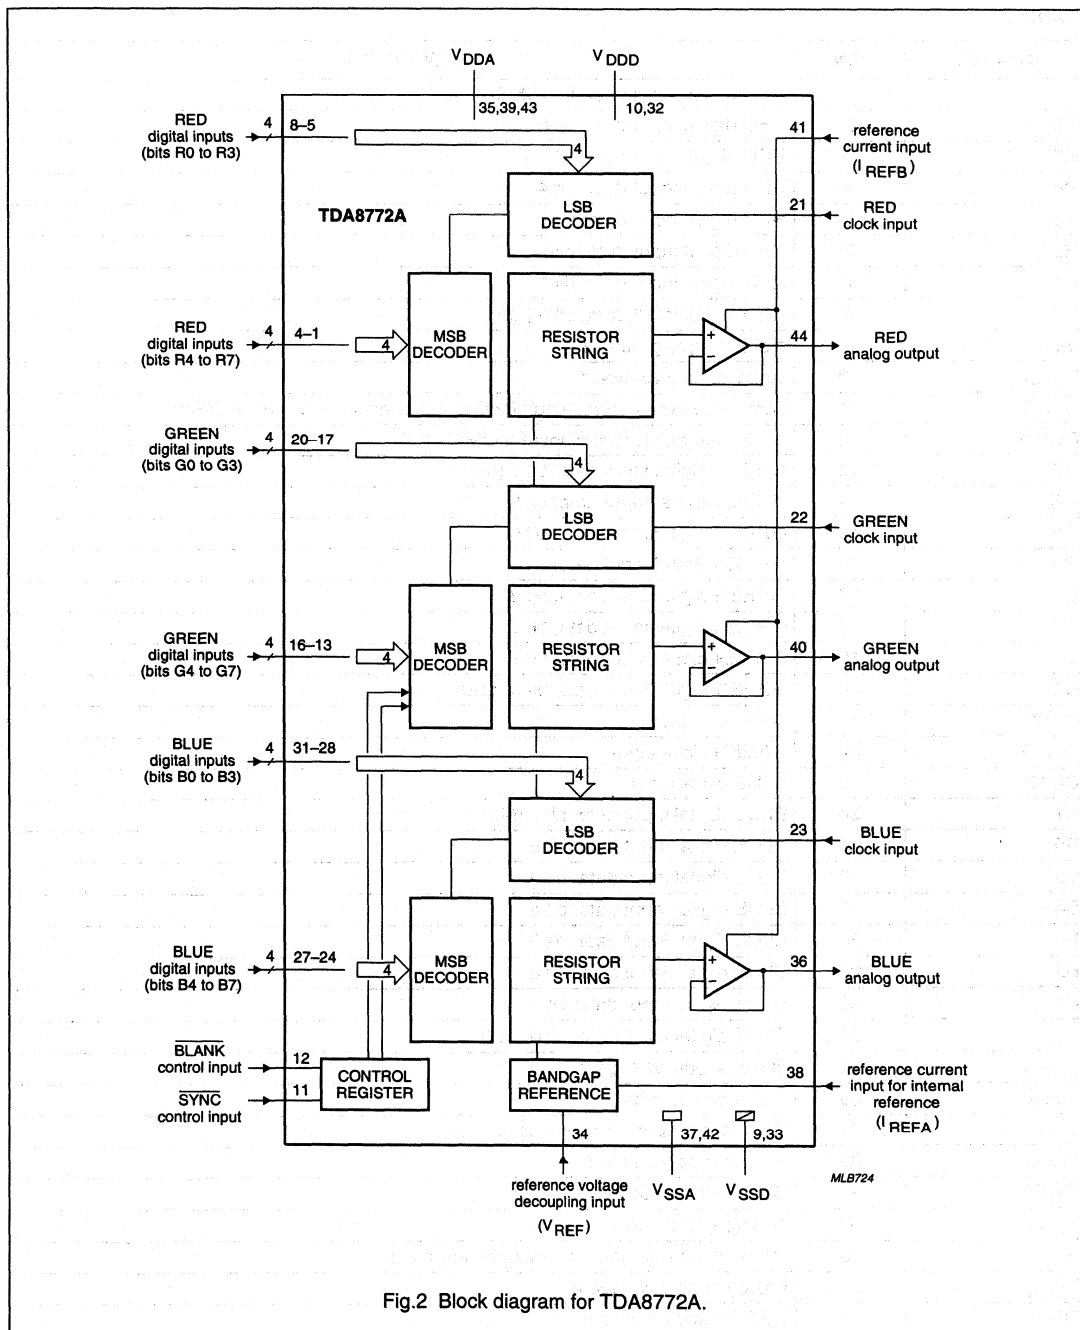 V DDA
V DDD
35,39,43
10,32
RED
digital inputs
(bits R0 to R3)
4
8–5
4
41
reference
current input
(I REFB)
TDA8772A
LSB
DECODER
21
RED
clock input
RED
digital inputs
(bits R4 to R7)
4
4–1
4
MSB
DECODER
RESISTOR
STRING
+
−
44
RED
analog output
GREEN
digital inputs
(bits G0 to G3)
4
20–17
4
LSB
DECODER
22
GREEN
clock input
GREEN
digital inputs
(bits G4 to G7)
4
16–13
4
MSB
DECODER
RESISTOR
STRING
+
−
40
GREEN
analog output
BLUE
digital inputs
(bits B0 to B3)
4
31–28
4
LSB
DECODER
23
BLUE
clock input
BLUE
digital inputs
(bits B4 to B7)
4
27–24
4
MSB
DECODER
RESISTOR
STRING
+
−
36
BLUE
analog output
BLANK
control input
12
SYNC
control input
11
CONTROL
REGISTER
BANDGAP
REFERENCE
38
reference current
input for internal
reference
(I REFA)
34
37,42
9,33
reference voltage
decoupling input
(V REF)
V SSA
V SSD
MLB724
Fig.2 Block diagram for TDA8772A.